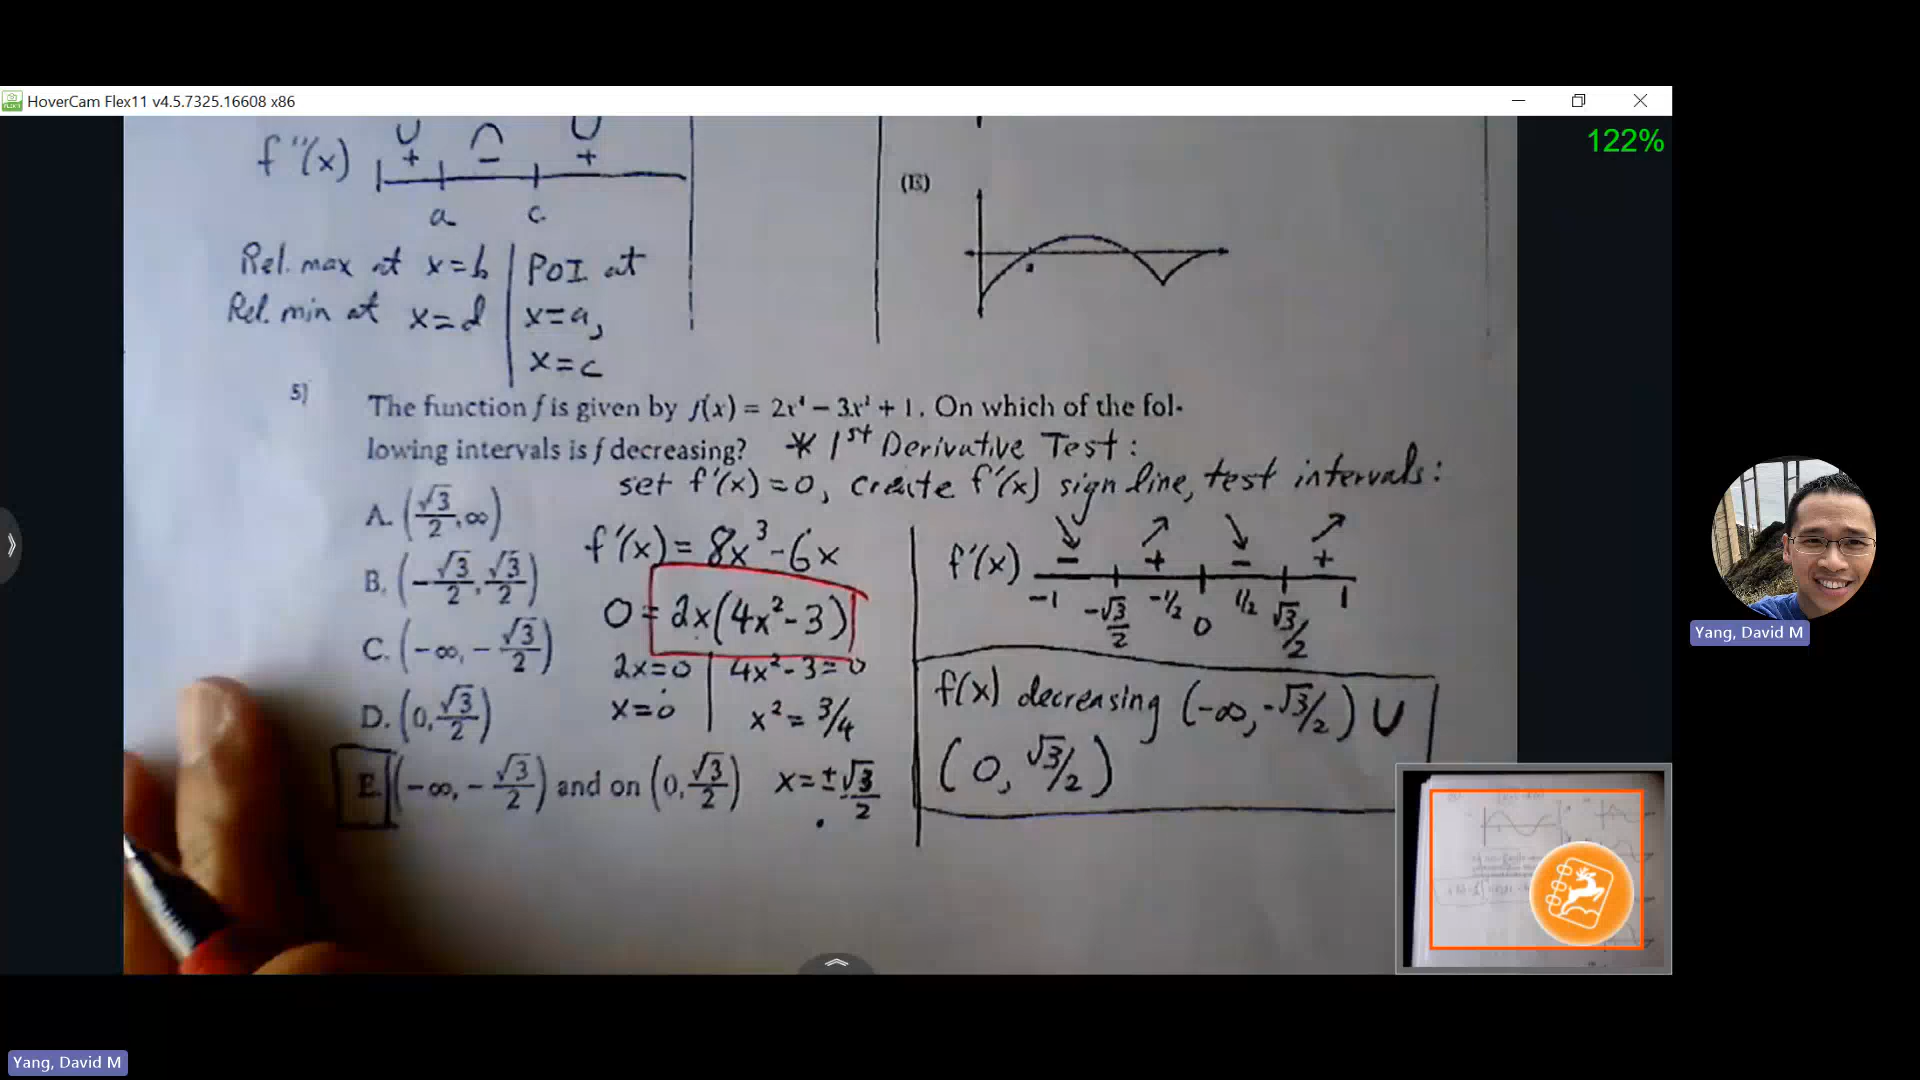 HoverCam Flex11 v4.5.7325.16608 x86
122%
f"(x) + - +
a c
Rel. max at x=b | POI at
Rel. min at x=d | x=a,
x=c
(E)
5)
The function f is given by f(x) = 2x⁴ − 3x² + 1. On which of the fol-
lowing intervals is f decreasing? * 1st Derivative Test:
set f'(x)=0, create f'(x) sign line, test intervals:
A. (√3/2, ∞)
B. (-√3/2, √3/2)
C. (-∞, -√3/2)
D. (0, √3/2)
E. (-∞, -√3/2) and on (0, √3/2)
f'(x) = 8x³-6x
0 = 2x(4x²-3)
2x=0 | 4x²-3=0
x=0 | x² = 3/4
x=±√3/2
f'(x) - + - +
-1 -√3/2 -1/2 0 1/2 √3/2 1
f(x) decreasing (-∞, -√3/2) U
(0, √3/2)
Yang, David M
Yang, David M